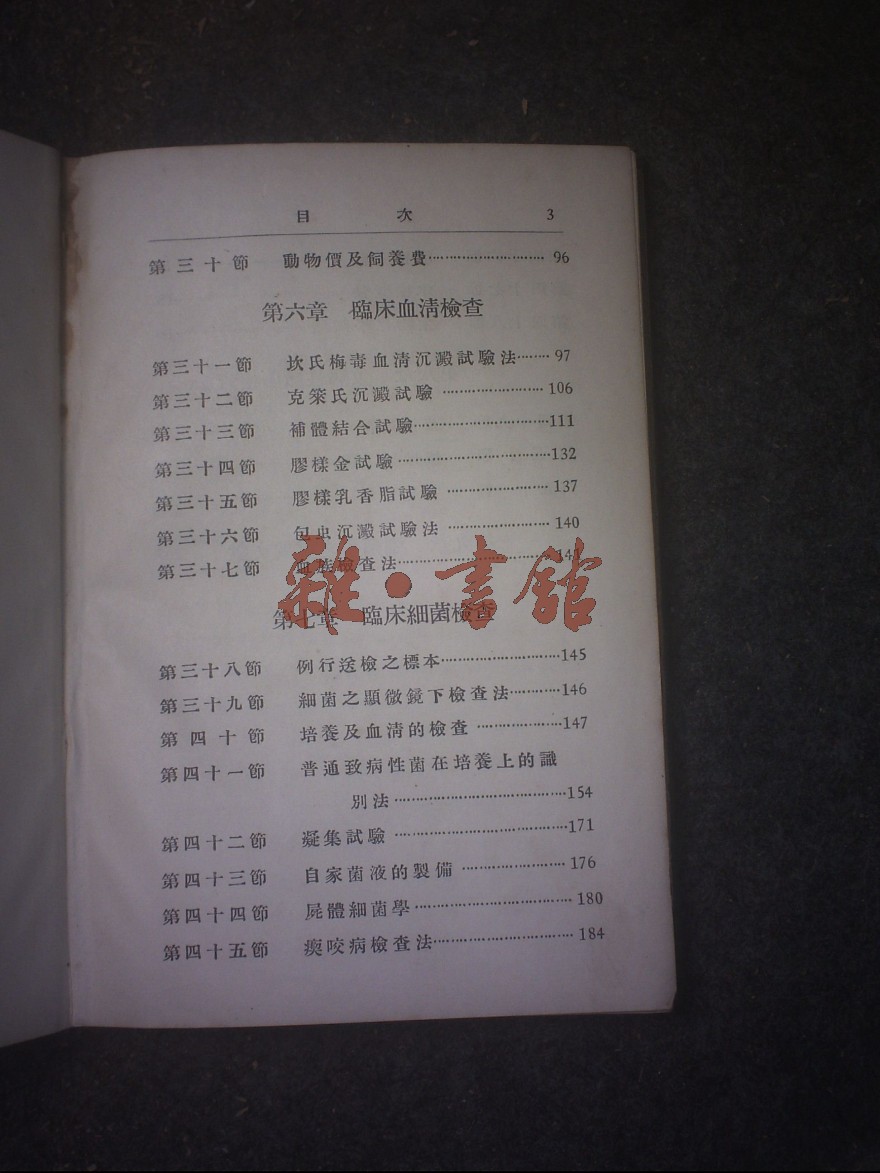 目 次 3
第三十節 動物價及飼養費 96
第六章 臨床血清檢查
第三十一節 坎氏梅毒血清沉澱試驗法 97
第三十二節 克萊氏沉澱試驗 106
第三十三節 補體結合試驗 111
第三十四節 膠樣金試驗 132
第三十五節 膠樣乳香脂試驗 137
第三十六節 包虫沉澱試驗法 140
第三十七節 血族檢查法
雜·書館
第七章 臨床細菌檢查
第三十八節 例行送檢之標本 145
第三十九節 細菌之顯微鏡下檢查法 146
第四十節 培養及血清的檢查 147
第四十一節 普通致病性菌在培養上的識
別法 154
第四十二節 凝集試驗 171
第四十三節 自家菌液的製備 176
第四十四節 屍體細菌學 180
第四十五節 瘈咬病檢查法 184